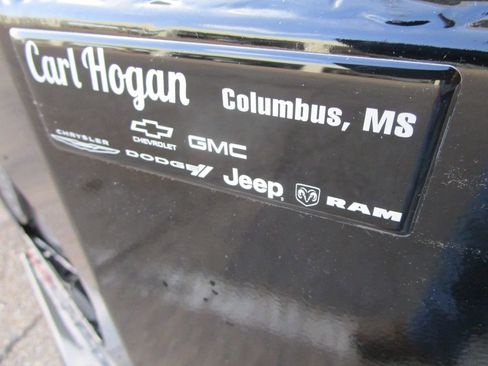 Carl Hogan
Columbus, MS
CHEVROLET GMC
CHRYSLER DODGE Jeep RAM